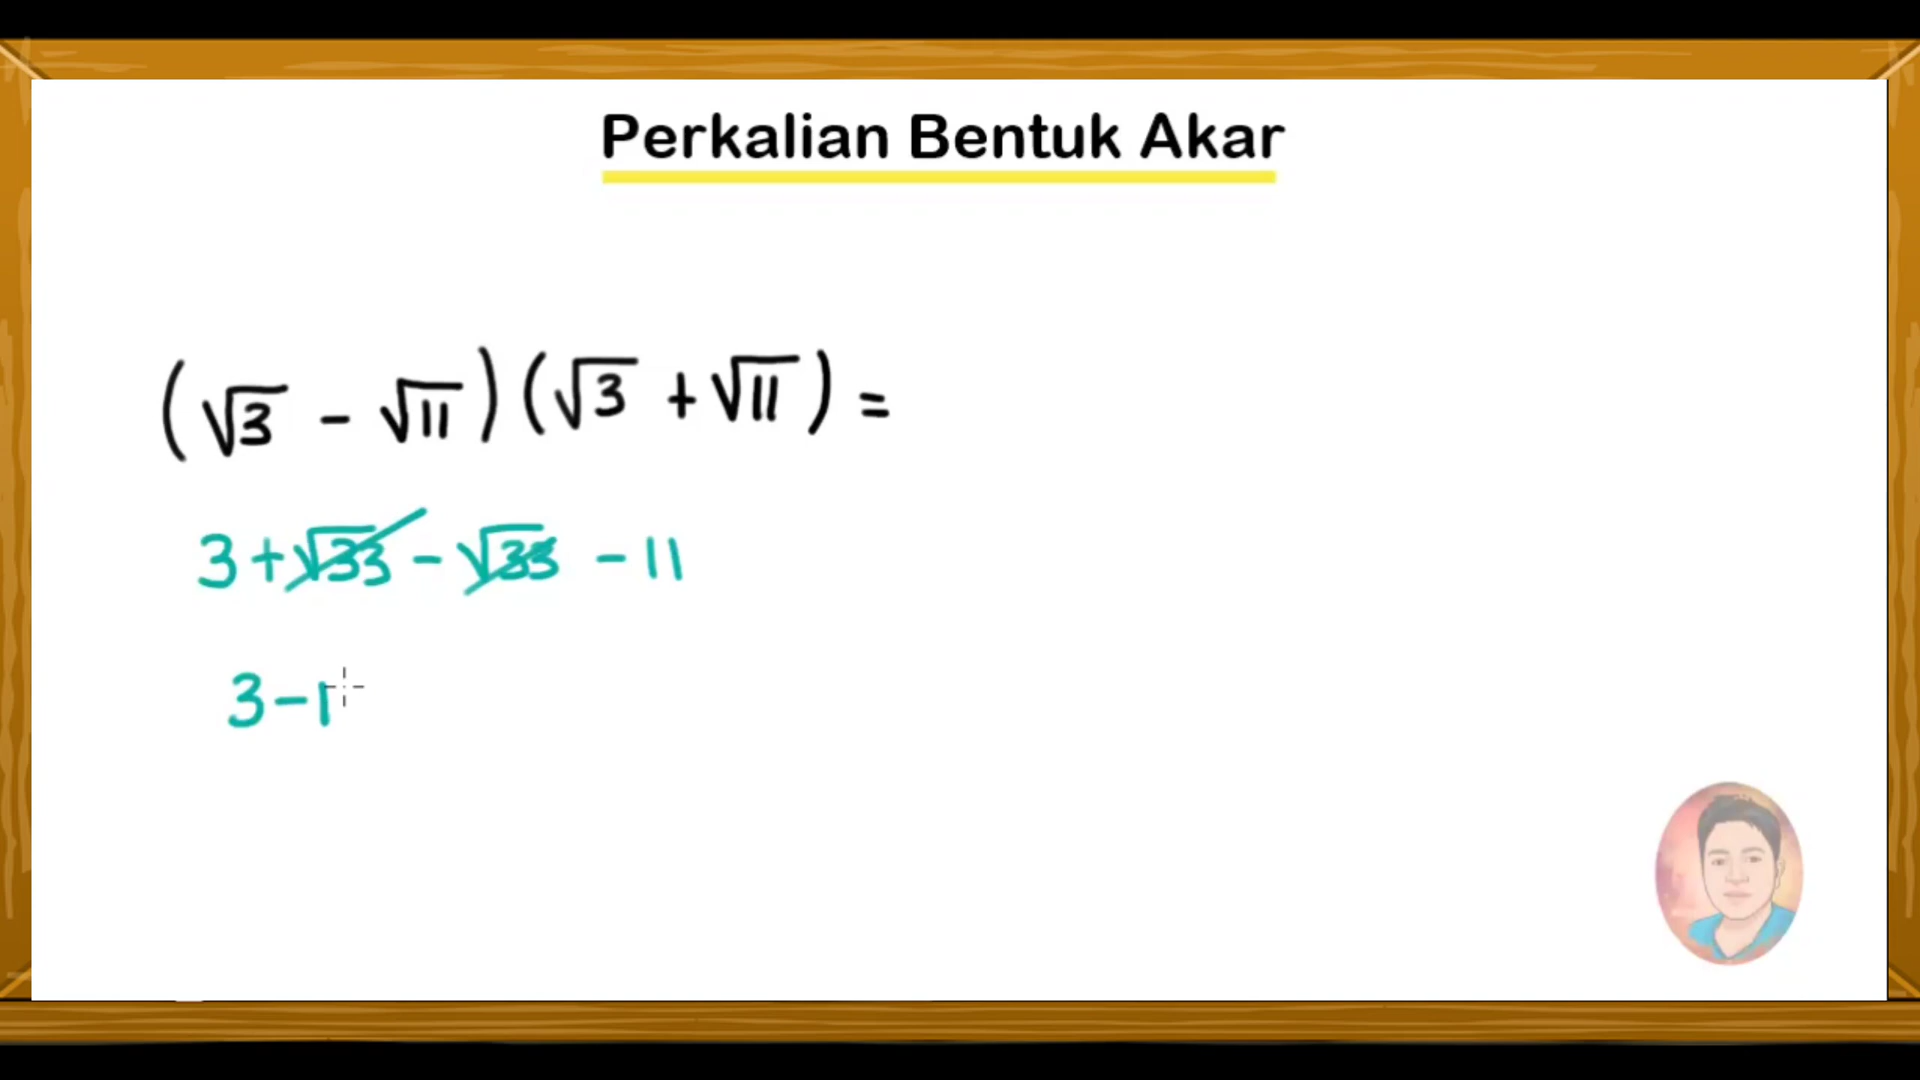 Perkalian Bentuk Akar
(√3 - √11)(√3 + √11) =
3 + √33 - √33 - 11
3 - 1